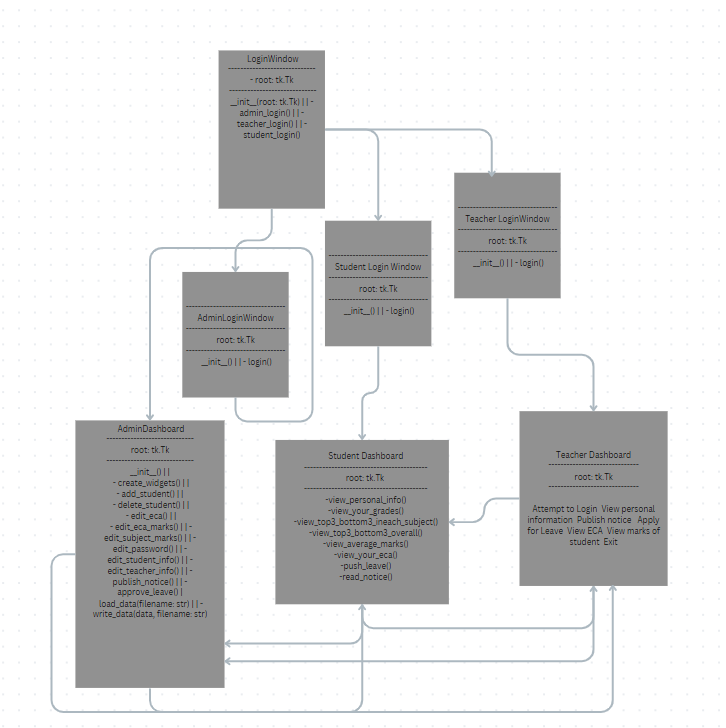 LoginWindow
--------------------------------
- root: tk.Tk
--------------------------------
__init__(root: tk.Tk) | | -
admin_login() | | -
teacher_login() | | -
student_login()
--------------------------------
Teacher LoginWindow
--------------------------------
root: tk.Tk
--------------------------------
__init__() | | - login()
--------------------------------
Student Login Window
--------------------------------
root: tk.Tk
--------------------------------
__init__() | | - login()
--------------------------------
AdminLoginWindow
--------------------------------
root: tk.Tk
--------------------------------
__init__() | | - login()
AdminDashboard
--------------------------------
root: tk.Tk
--------------------------------
__init__() | |
- create_widgets() | |
- add_student() | |
- delete_student() | |
- edit_eca() | |
- edit_eca_marks() | | -
edit_subject_marks() | | -
edit_password() | | -
edit_student_info() | | -
edit_teacher_info() | | -
publish_notice() | | -
approve_leave() |
load_data(filename: str) | | -
write_data(data, filename: str)
Student Dashboard
--------------------------------
root: tk.Tk
--------------------------------
-view_personal_info()
-view_your_grades()
-view_top3_bottom3_ineach_subject()
-view_top3_bottom3_overall()
-view_average_marks()
-view_your_eca()
-push_leave()
-read_notice()
Teacher Dashboard
--------------------------------
root: tk.Tk
--------------------------------
Attempt to Login View personal
information Publish notice Apply
for Leave View ECA View marks of
student Exit